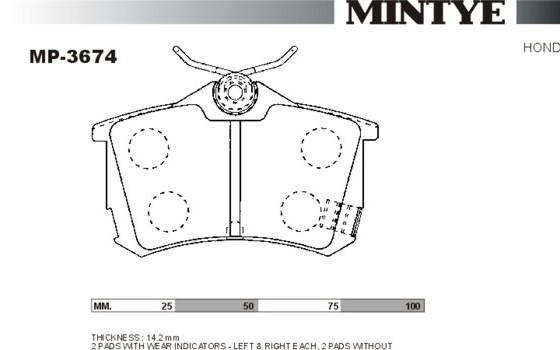 MINTYE
HOND
MP-3674
MM. 25 50 75 100
THICKNESS : 14.2 mm
2 PADS WITH WEAR INDICATORS - LEFT & RIGHT EACH, 2 PADS WITHOUT